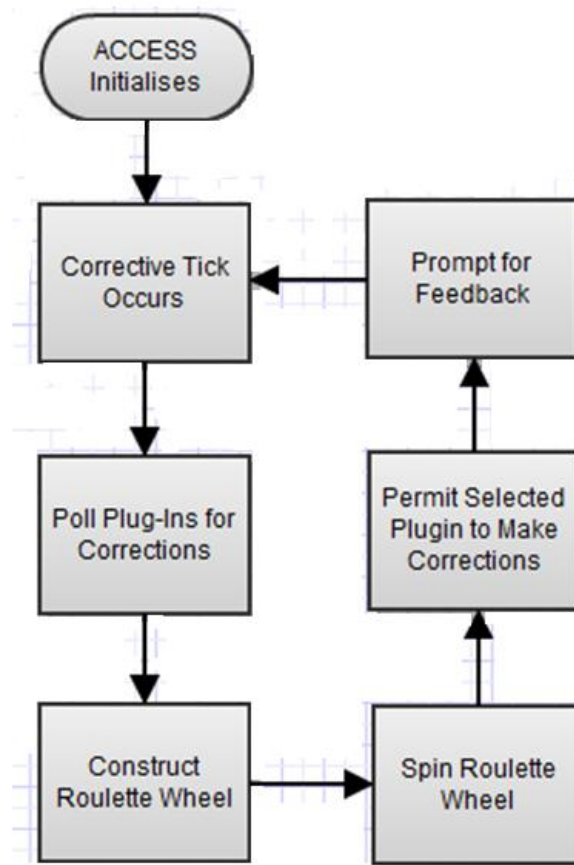 ACCESS
Initialises
Corrective Tick
Occurs
Poll Plug-Ins for
Corrections
Construct
Roulette Wheel
Spin Roulette
Wheel
Permit Selected
Plugin to Make
Corrections
Prompt for
Feedback